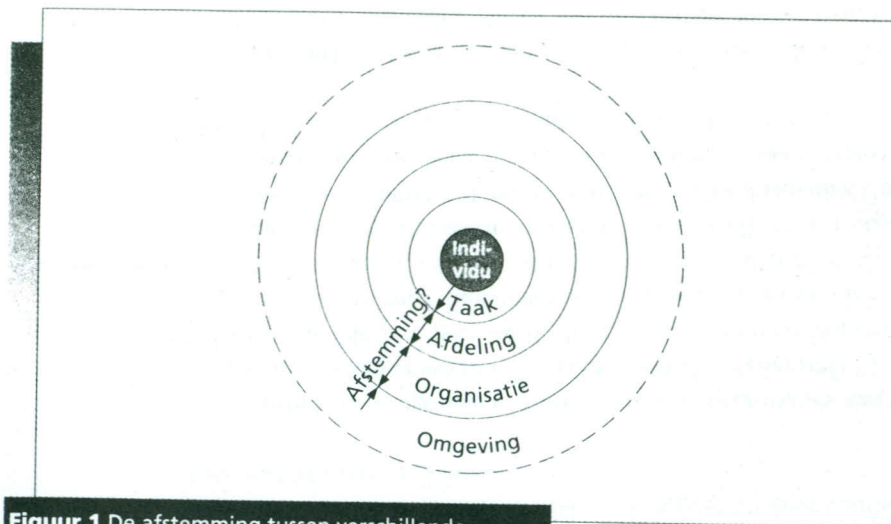 Indi-
vidu
Taak
Afdeling
Organisatie
Omgeving
Afstemming?
Figuur 1 De afstemming tussen verschillende